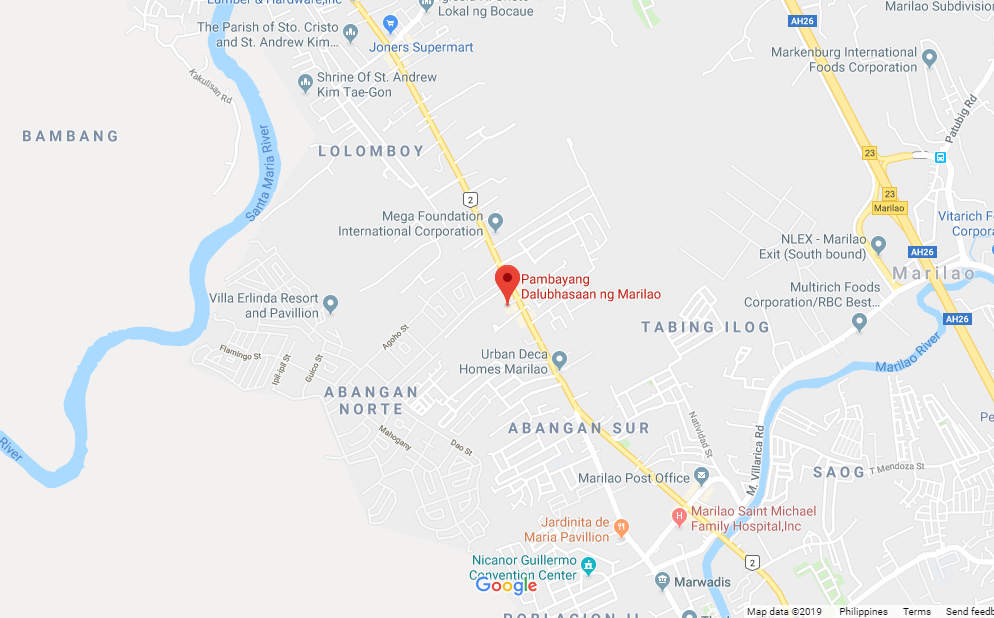 Lumber & Hardware,Inc
Iglesia Ni Cristo
Lokal ng Bocaue
Marilao Subdivision
AH26
The Parish of Sto. Cristo
and St. Andrew Kim...
Joners Supermart
Markenburg International
Foods Corporation
Shrine Of St. Andrew
Kim Tae-Gon
Kakulisan Rd
Patubig Rd
BAMBANG
LOLOMBOY
Santa Maria River
23
23
Marilao
2
Mega Foundation
International Corporation
Vitarich F
Corpora
NLEX - Marilao
Exit (South bound)
AH26
Marilao
Pambayang
Dalubhasaan ng Marilao
Multirich Foods
Corporation/RBC Best...
Villa Erlinda Resort
and Pavillion
AH26
TABING ILOG
Agoho St
Marilao River
Flamingo St
Ipil-ipil St
Guico St
Urban Deca
Homes Marilao
ABANGAN
NORTE
Pe
Natividad St
ABANGAN SUR
Mahogany
Dao St
River
M. Villarica Rd
SAOG
T Mendoza St
Marilao Post Office
Marilao Saint Michael
Family Hospital,Inc
Jardinita de
Maria Pavillion
Nicanor Guillermo
Convention Center
2
Google
Marwadis
POBLACION II
Map data ©2019
Philippines
Terms
Send feedb